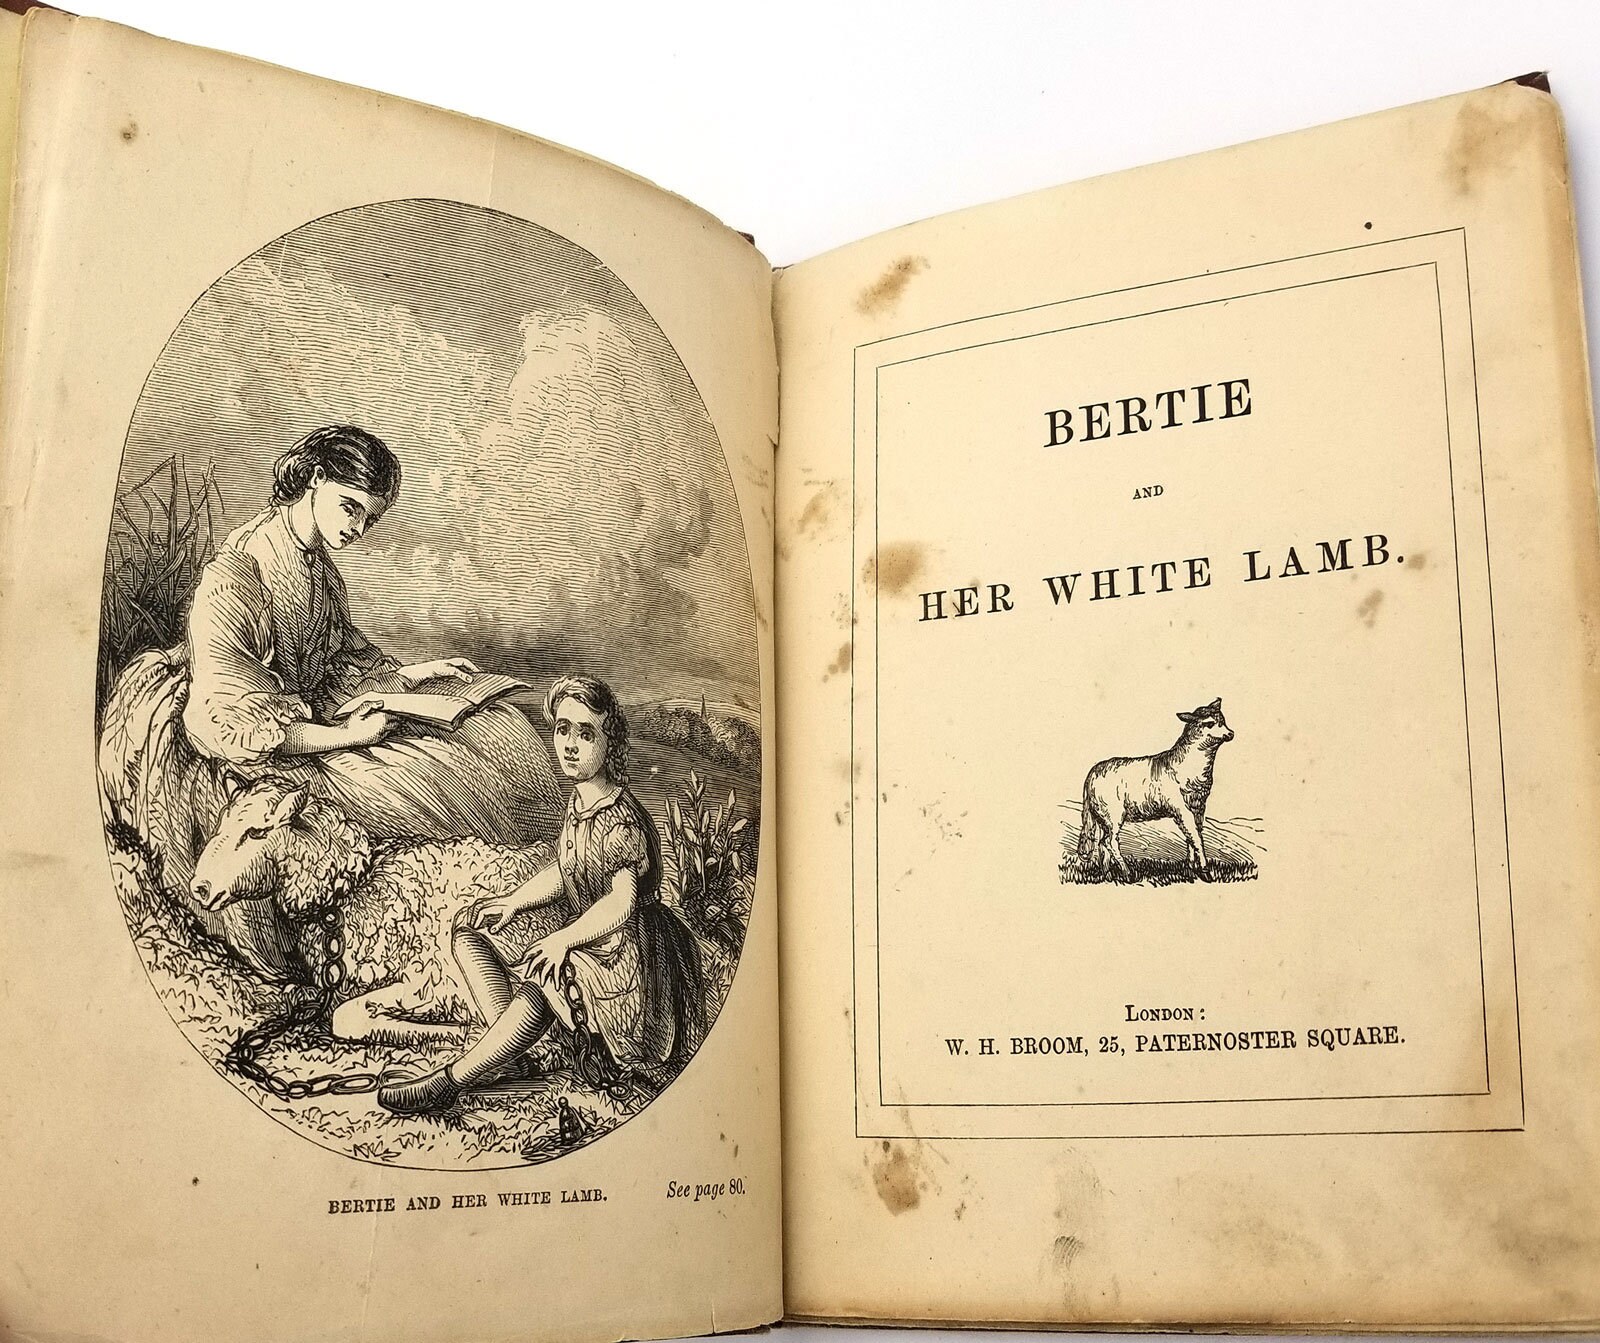 BERTIE AND HER WHITE LAMB. See page 80.
BERTIE
AND
HER WHITE LAMB.
LONDON:
W. H. BROOM, 25, PATERNOSTER SQUARE.